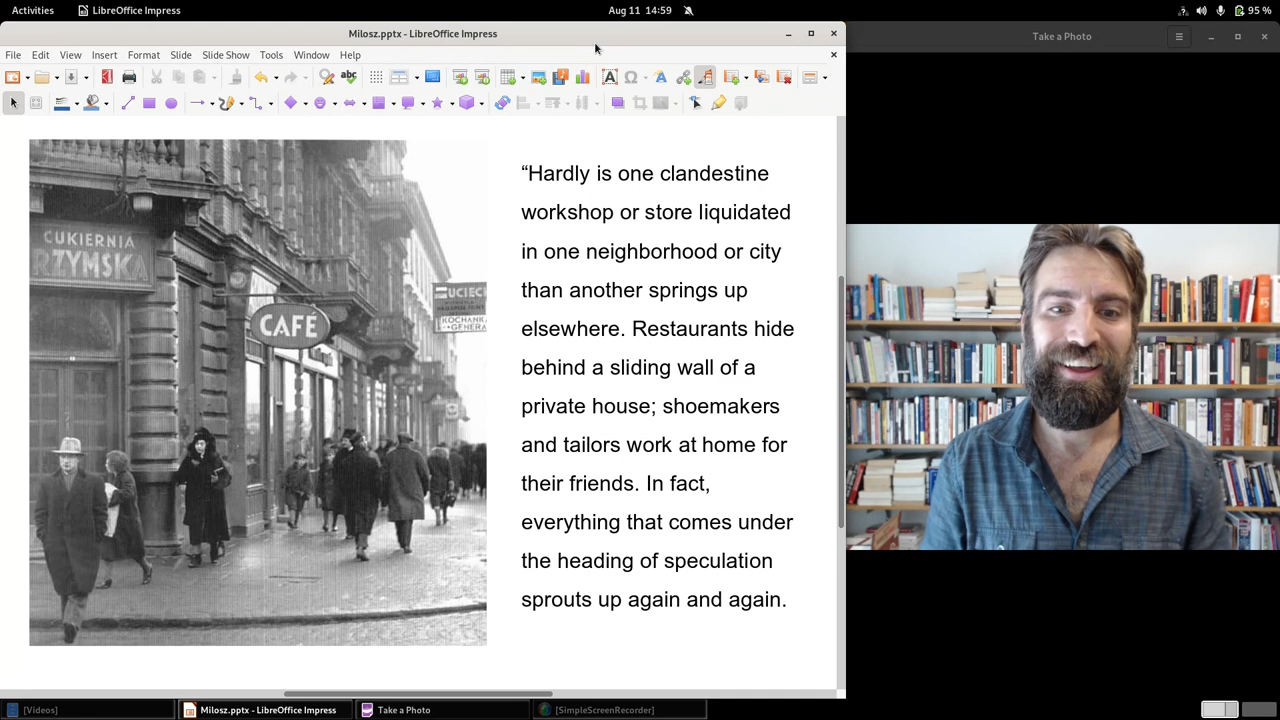 Activities
LibreOffice Impress
Aug 11 14:59
95 %
Milosz.pptx - LibreOffice Impress
Take a Photo
File Edit View Insert Format Slide Slide Show Tools Window Help
CUKIERNIA
RZYMSKA
CAFÉ
UCIECH
KOCHANKA
GENERA
“Hardly is one clandestine
workshop or store liquidated
in one neighborhood or city
than another springs up
elsewhere. Restaurants hide
behind a sliding wall of a
private house; shoemakers
and tailors work at home for
their friends. In fact,
everything that comes under
the heading of speculation
sprouts up again and again.
[Videos]
Milosz.pptx - LibreOffice Impress
Take a Photo
[SimpleScreenRecorder]